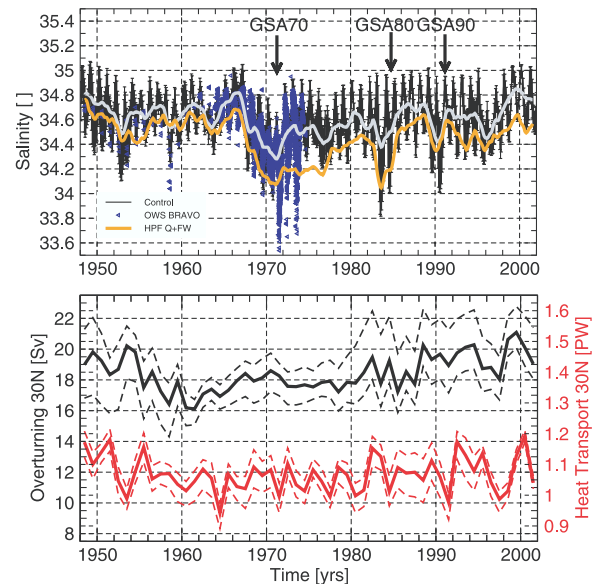 GSA70 GSA80 GSA90
35.4
35.2
35
34.8
34.6
34.4
34.2
34
33.8
33.6
Salinity [ ]
Control
OWS BRAVO
HPF Q+FW
1950 1960 1970 1980 1990 2000
22
20
18
16
14
12
10
8
Overturning 30N [Sv]
1.6
1.5
1.4
1.3
1.2
1.1
1
0.9
Heat Transport 30N [PW]
1950 1960 1970 1980 1990 2000
Time [yrs]